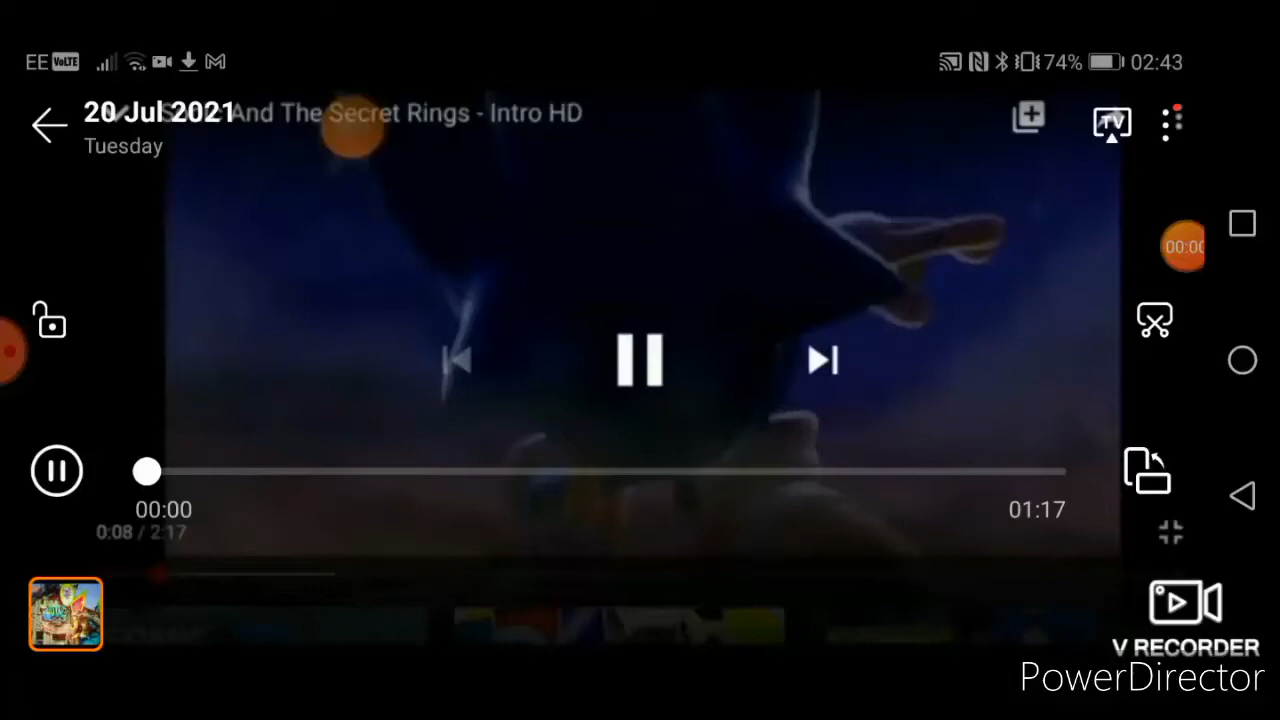 EE VoLTE 74% 02:43
20 Jul 2021 And The Secret Rings - Intro HD
Tuesday
TV
00:00
00:00 01:17
0:08 / 2:17
V RECORDER
PowerDirector